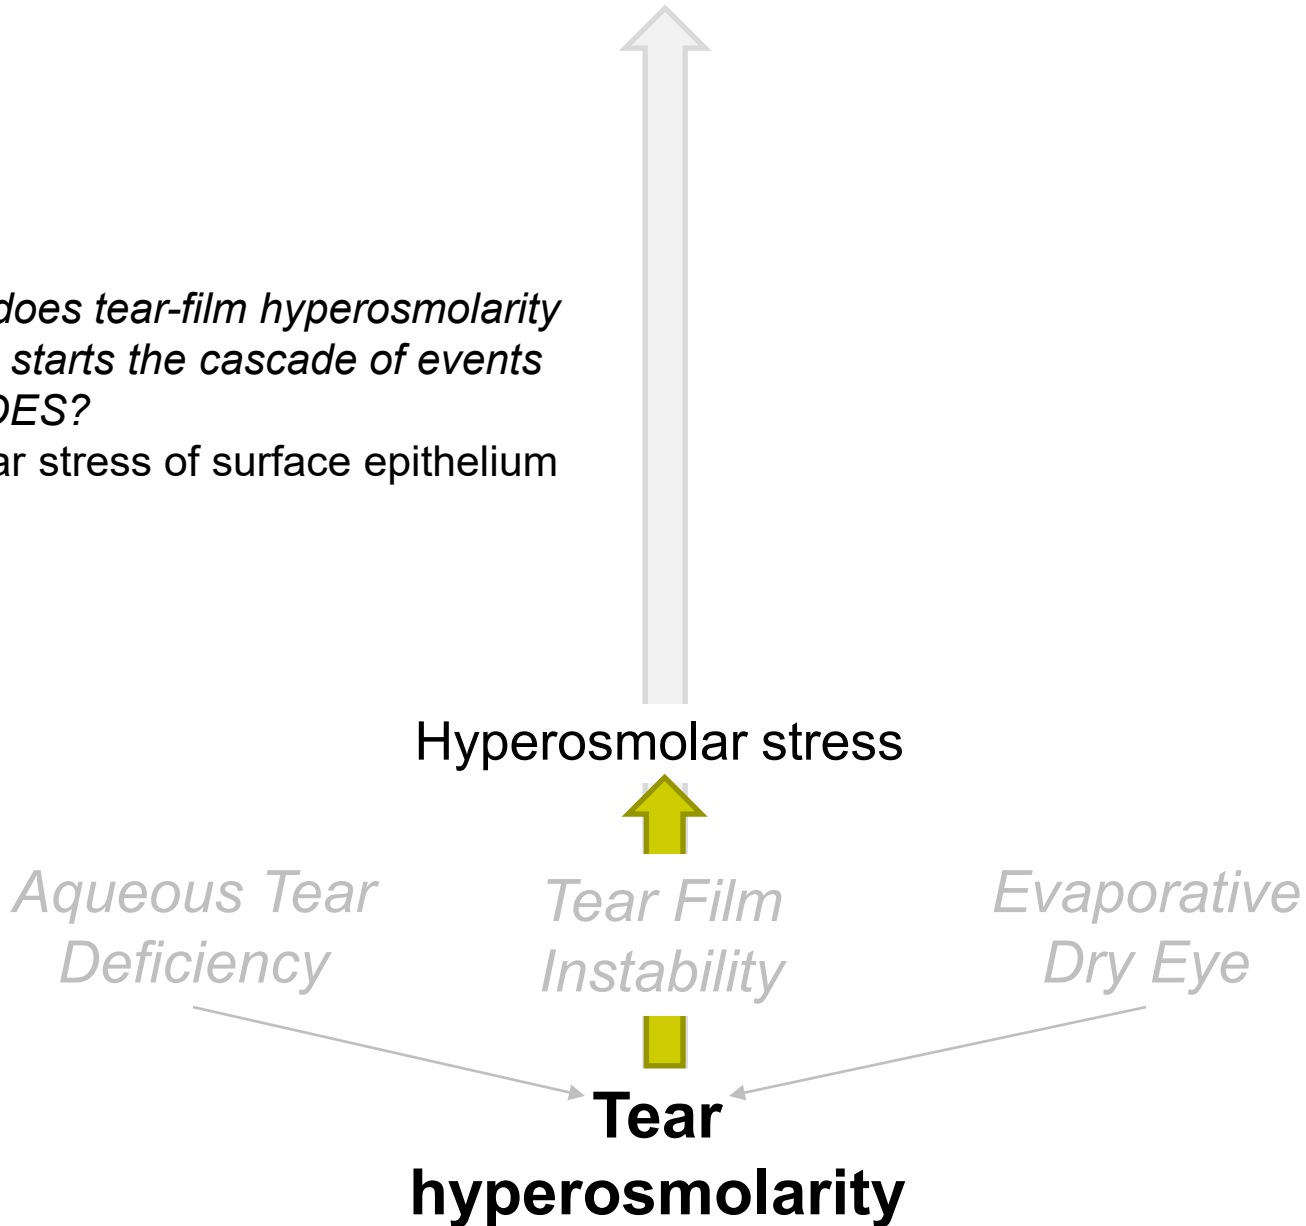 does tear-film hyperosmolarity
starts the cascade of events
DES?
ar stress of surface epithelium
Hyperosmolar stress
Aqueous Tear
Deficiency
Tear Film
Instability
Evaporative
Dry Eye
Tear
hyperosmolarity